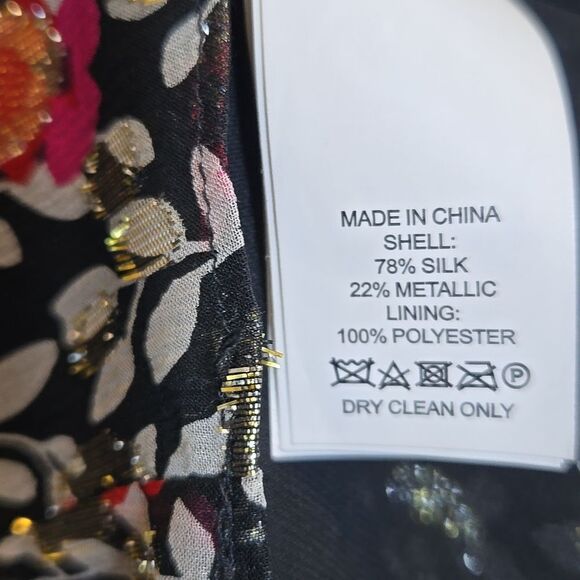 MADE IN CHINA
SHELL:
78% SILK
22% METALLIC
LINING:
100% POLYESTER
P
DRY CLEAN ONLY